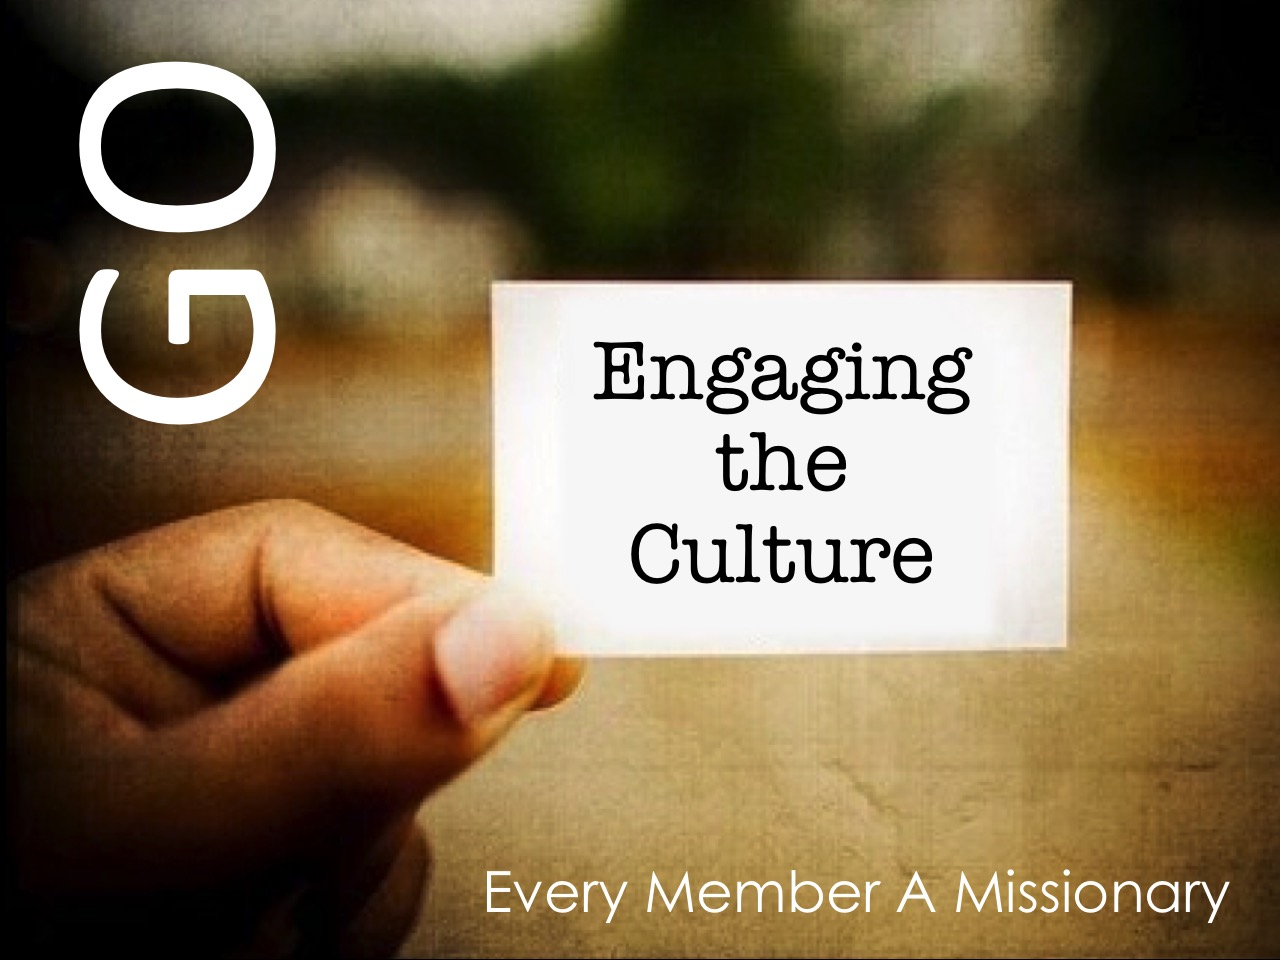 GO
Engaging
the
Culture
Every Member A Missionary